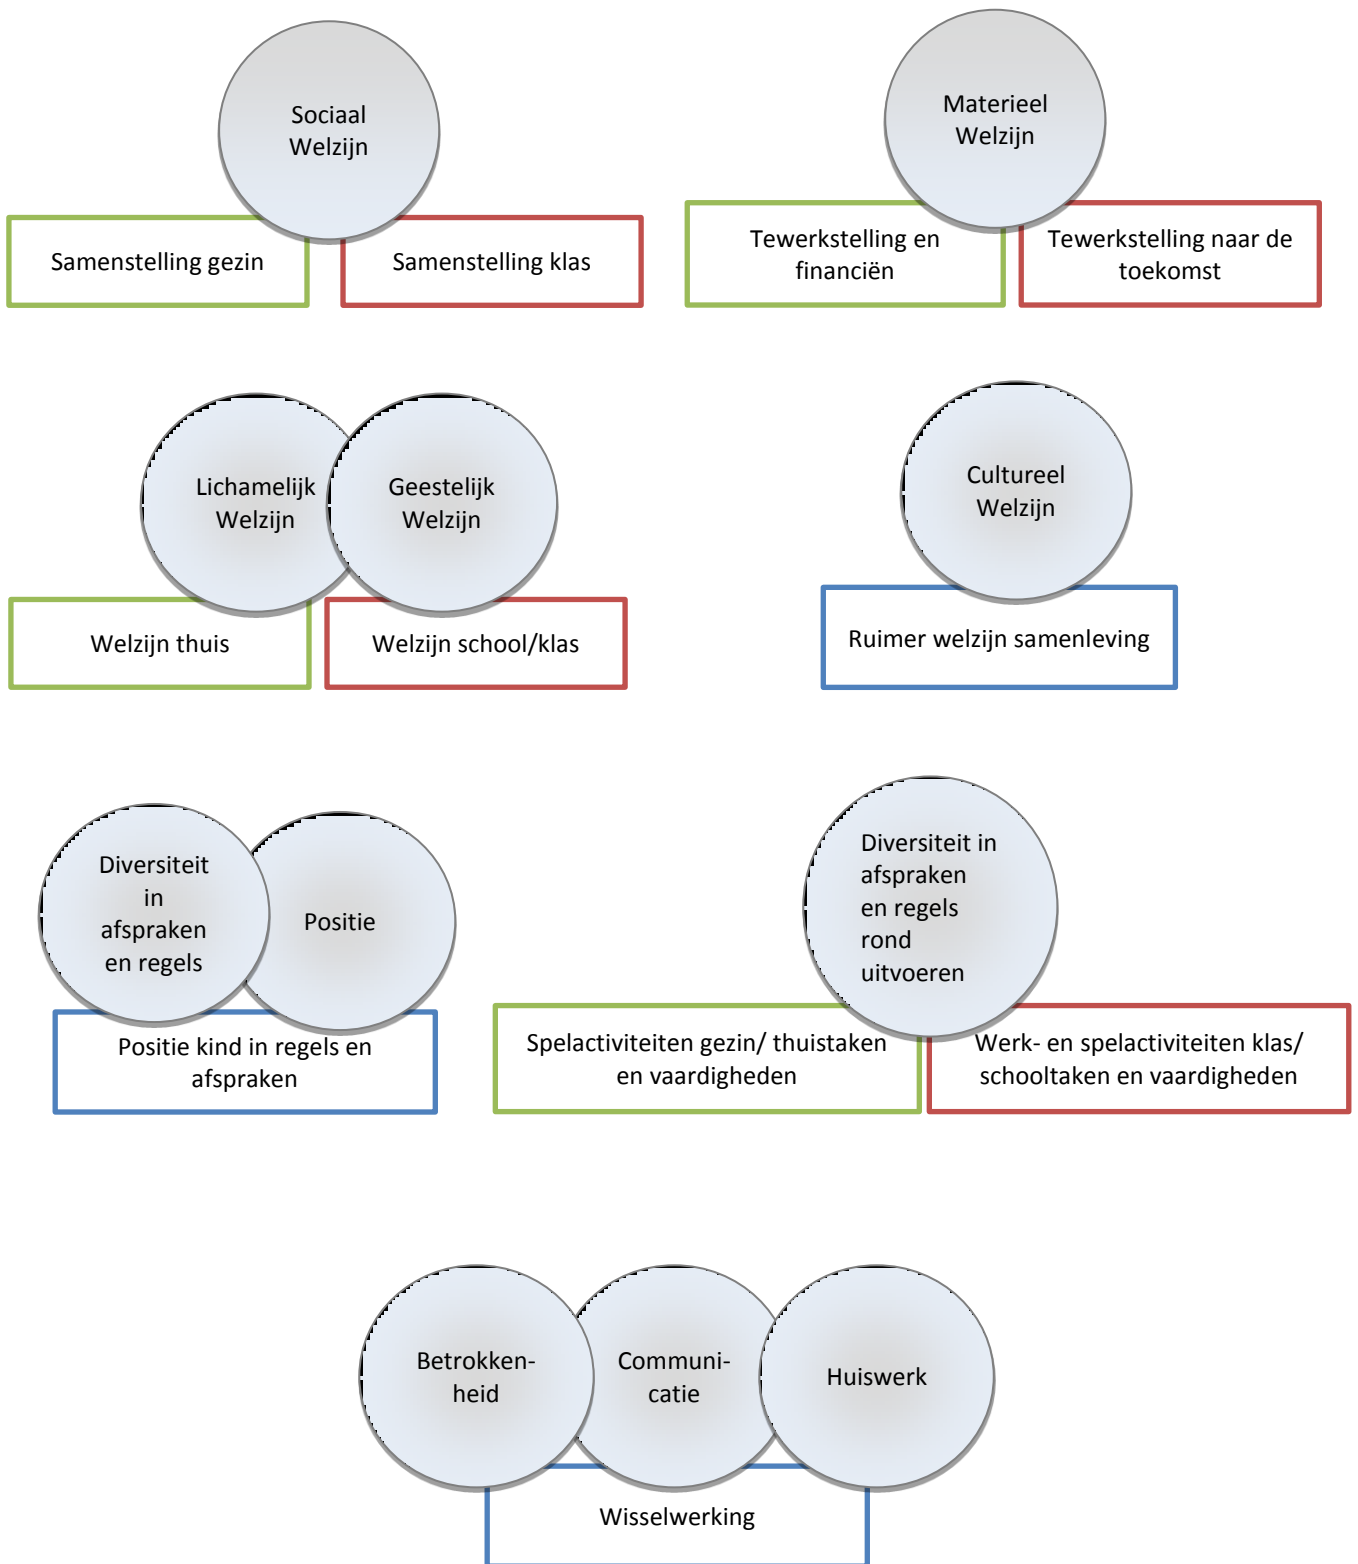 Sociaal
Welzijn
Samenstelling gezin
Samenstelling klas
Materieel
Welzijn
Tewerkstelling en
financiën
Tewerkstelling naar de
toekomst
Lichamelijk
Welzijn
Geestelijk
Welzijn
Welzijn thuis
Welzijn school/klas
Cultureel
Welzijn
Ruimer welzijn samenleving
Diversiteit
in
afspraken
en regels
Positie
Positie kind in regels en
afspraken
Diversiteit in
afspraken
en regels
rond
uitvoeren
Spelactiviteiten gezin/ thuistaken
en vaardigheden
Werk- en spelactiviteiten klas/
schooltaken en vaardigheden
Betrokken-
heid
Communi-
catie
Huiswerk
Wisselwerking